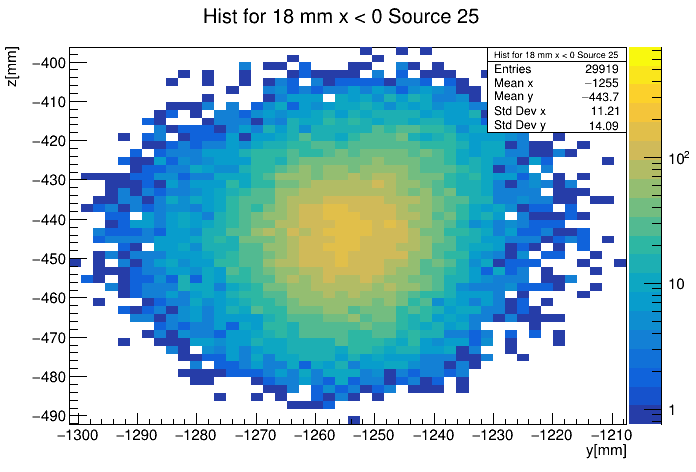 Hist for 18 mm x < 0 Source 25
z[mm]
Hist for 18 mm x < 0 Source 25
Entries 29919
Mean x −1255
Mean y −443.7
Std Dev x 11.21
Std Dev y 14.09
−400
−410
−420
−430
−440
−450
−460
−470
−480
−490
10²
10
1
−1300 −1290 −1280 −1270 −1260 −1250 −1240 −1230 −1220 −1210
y[mm]